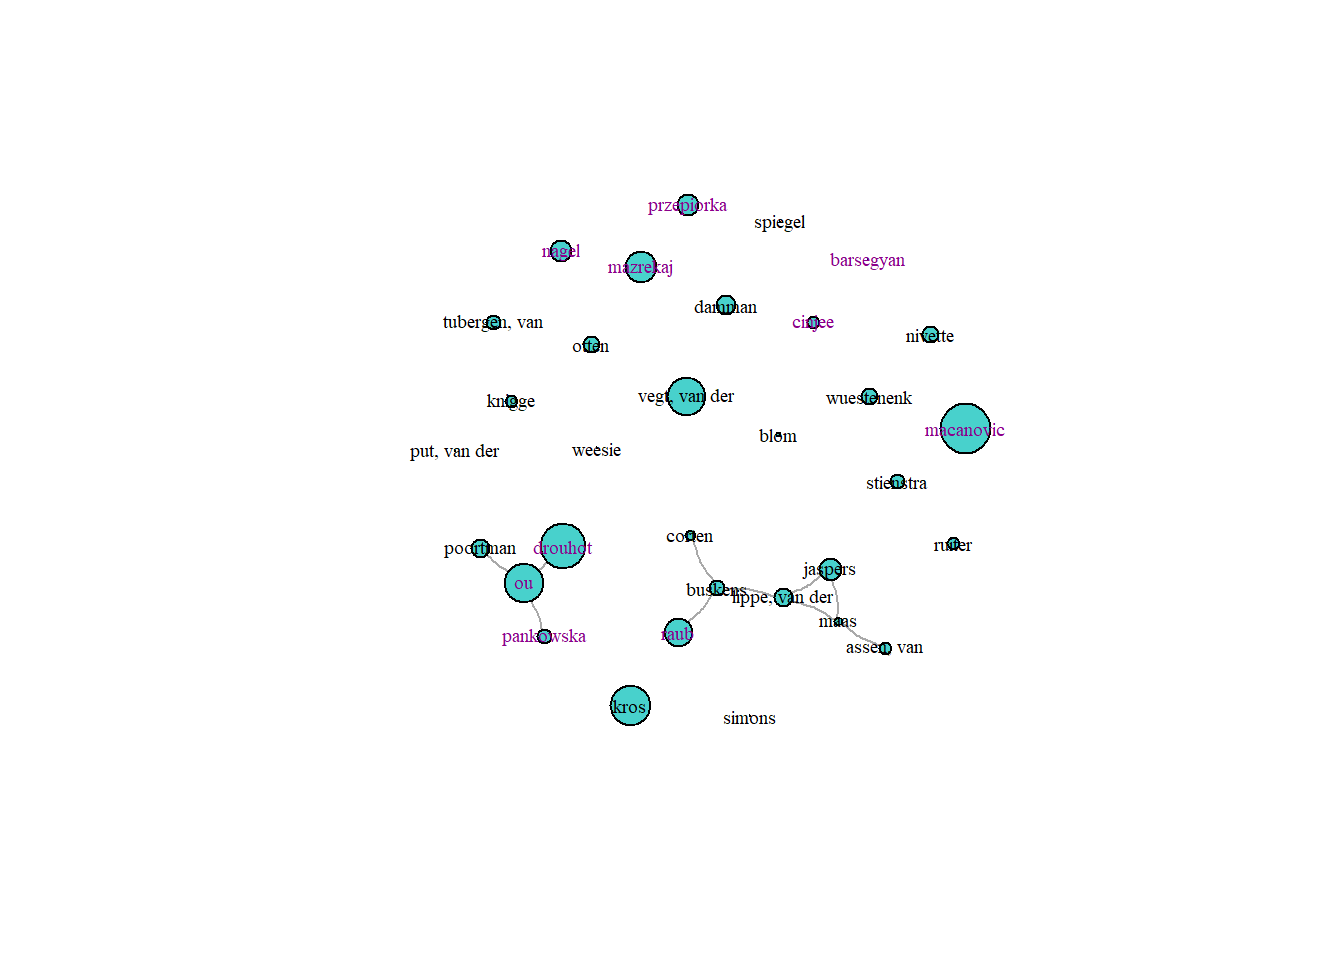 przepiorka
spiegel
nagel
mazrekaj
barsegyan
damman
tubergen, van
cinjee
nivette
otten
knigge
vegt, van der
wuestenenk
macanovic
blom
put, van der
weesie
stienstra
corten
poortman
drouhot
ruiter
jaspers
ou
buskens
lippe, van der
maas
pankowska
raub
assen, van
kros
simons